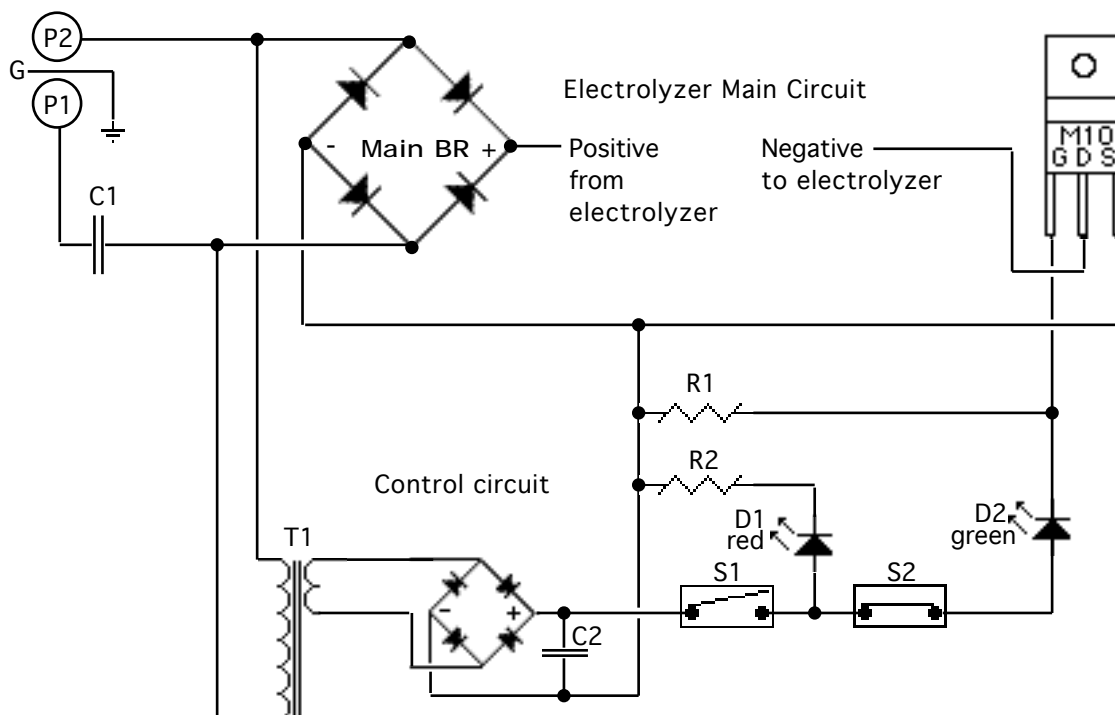 P2
G
P1
C1
Electrolyzer Main Circuit
- Main BR +
Positive
from
electrolyzer
Negative
to electrolyzer
M10
G D S
R1
R2
Control circuit
D1
red
D2
green
T1
S1
S2
- +
C2